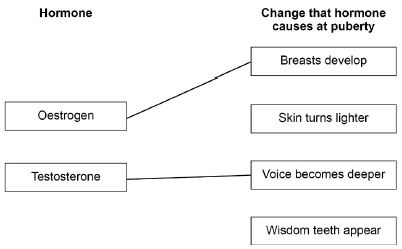 Hormone
Change that hormone
causes at puberty
Breasts develop
Oestrogen
Skin turns lighter
Testosterone
Voice becomes deeper
Wisdom teeth appear